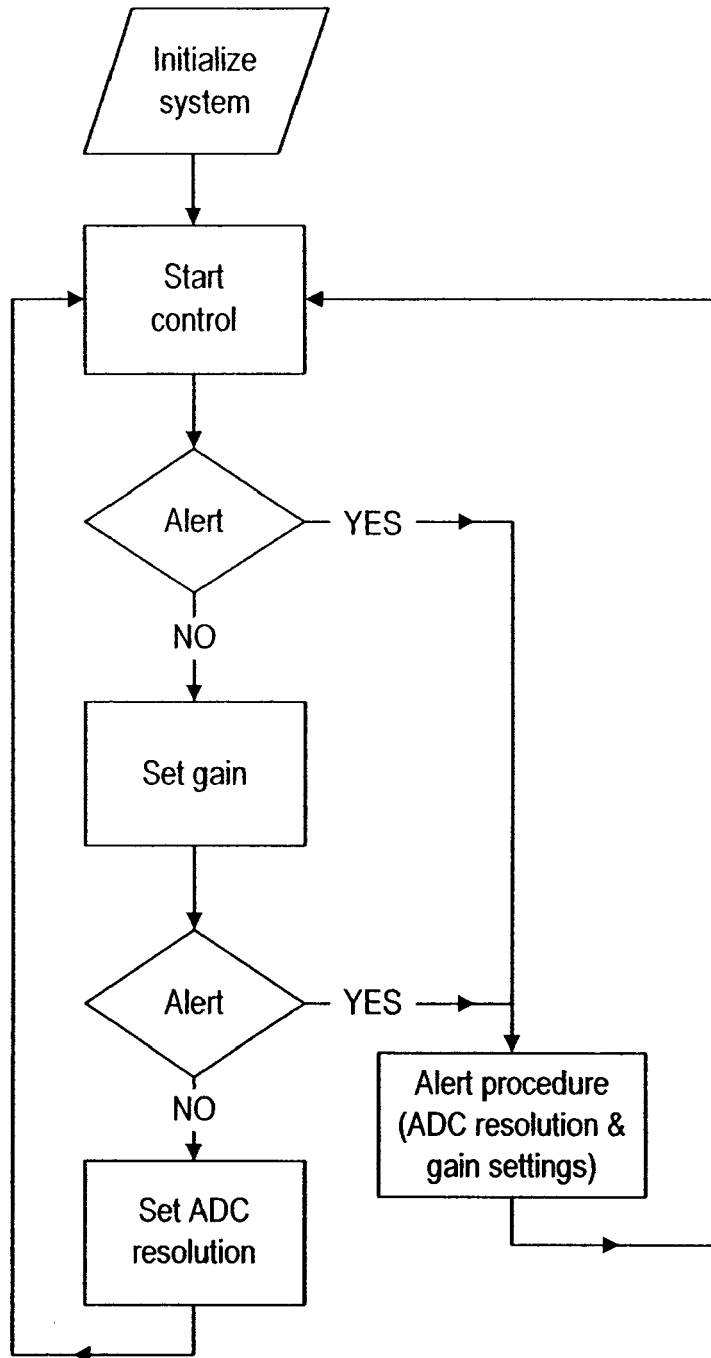 Initialize
system
Start
control
Alert
YES
NO
Set gain
Alert
YES
NO
Alert procedure
(ADC resolution &
gain settings)
Set ADC
resolution